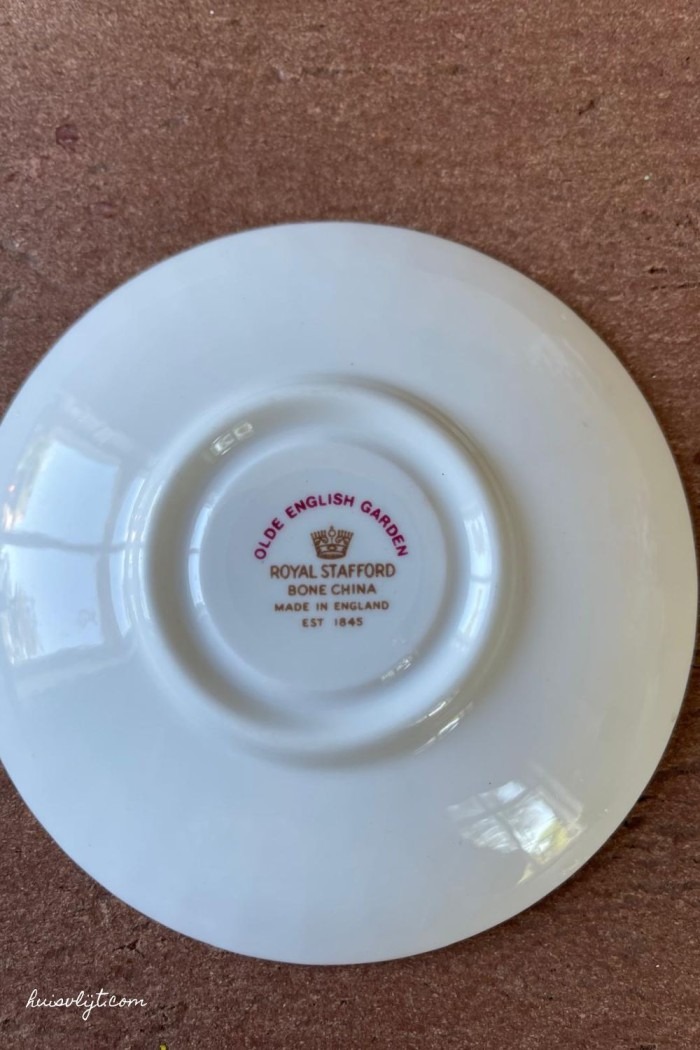 OLDE ENGLISH GARDEN
ROYAL STAFFORD
BONE CHINA
MADE IN ENGLAND
EST 1845
huisvlijt.com